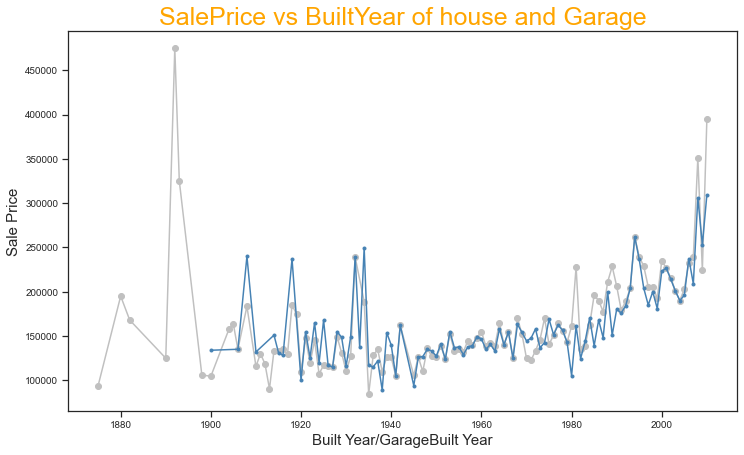 SalePrice vs BuiltYear of house and Garage
450000
400000
350000
300000
250000
200000
150000
100000
Sale Price
1880 1900 1920 1940 1960 1980 2000
Built Year/GarageBuilt Year